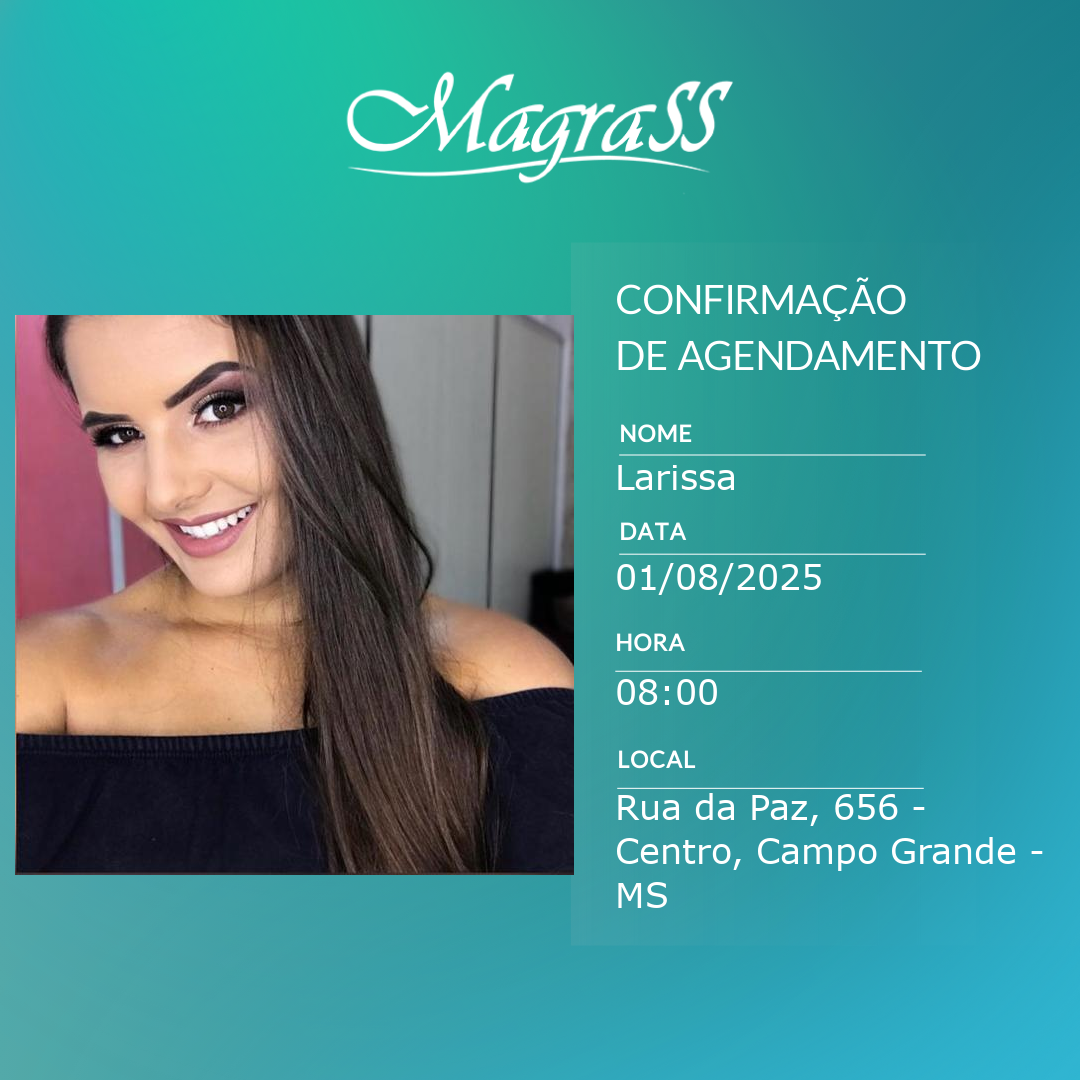 MagraSS
CONFIRMAÇÃO
DE AGENDAMENTO
NOME
Larissa
DATA
01/08/2025
HORA
08:00
LOCAL
Rua da Paz, 656 -
Centro, Campo Grande -
MS